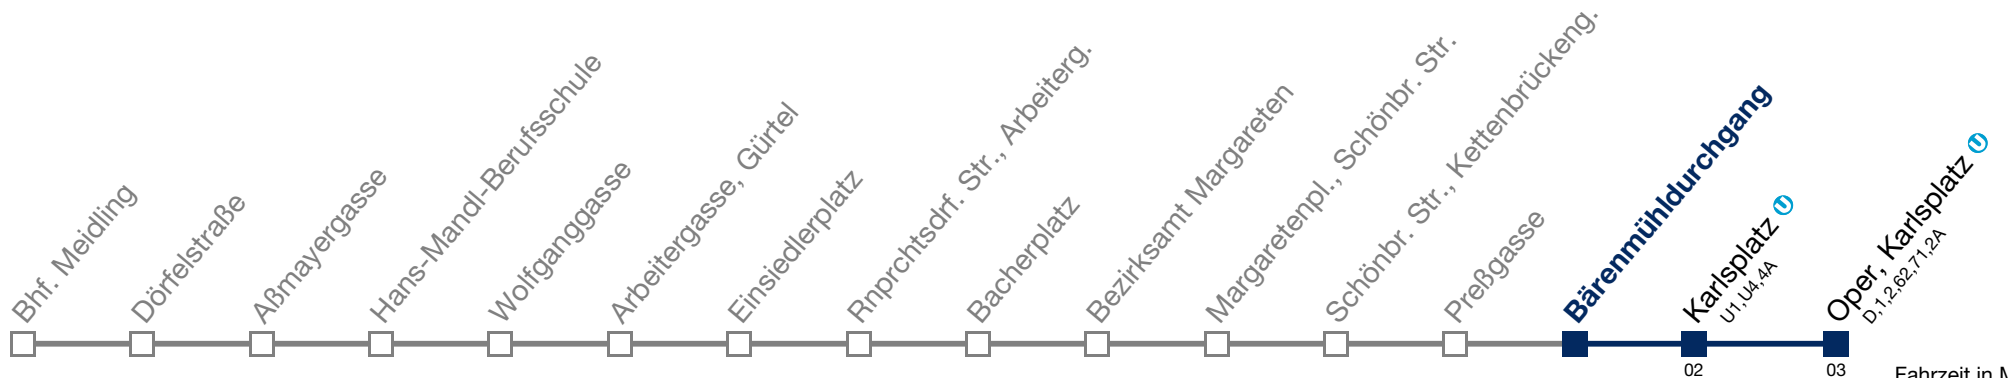 Bhf. Meidling
Dörfelstraße
Aßmayergasse
Hans-Mandl-Berufsschule
Wolfganggasse
Arbeitergasse, Gürtel
Einsiedlerplatz
Rnprchtsdrf. Str., Arbeiterg.
Bacherplatz
Bezirksamt Margareten
Margaretenpl., Schönbr. Str.
Schönbr. Str., Kettenbrückeng.
Preßgasse
Bärenmühldurchgang
Karlsplatz U
U1,U4,4A
Oper, Karlsplatz U
D,1,2,62,71,2A
02
03
Fahrzeit in M